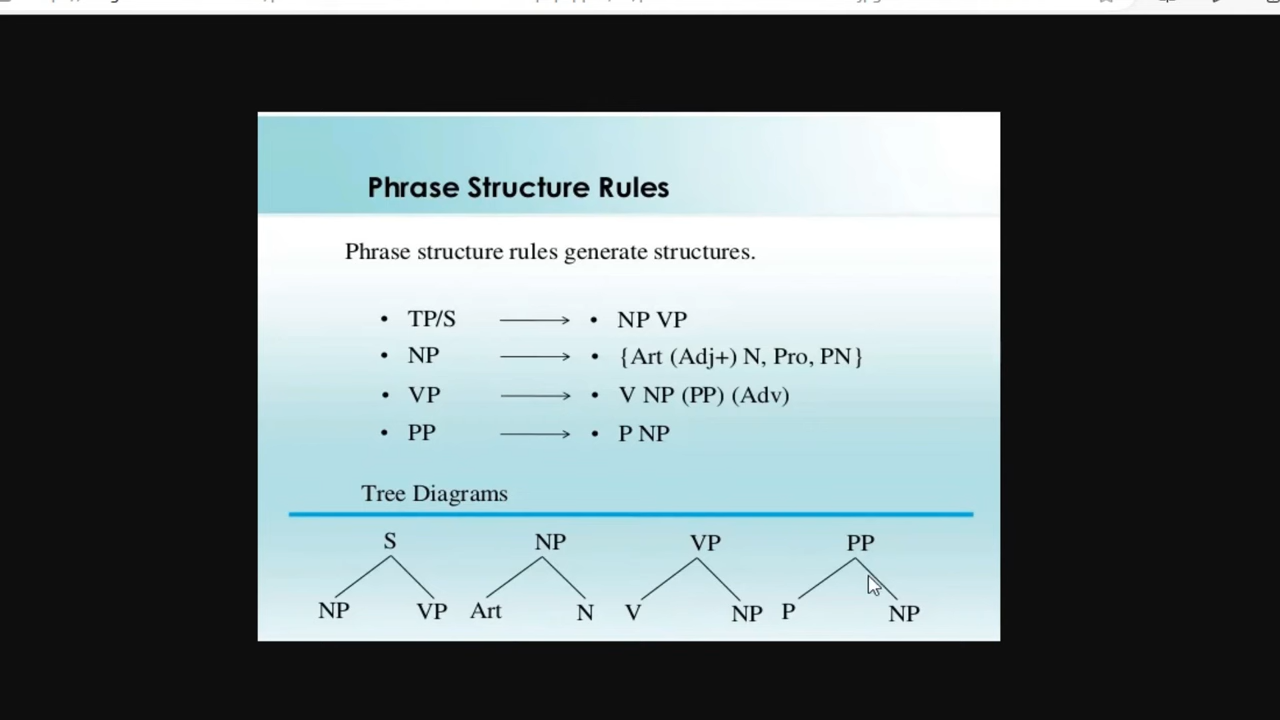 Phrase Structure Rules
Phrase structure rules generate structures.
• TP/S ⟶ • NP VP
• NP ⟶ • {Art (Adj+) N, Pro, PN}
• VP ⟶ • V NP (PP) (Adv)
• PP ⟶ • P NP
Tree Diagrams
S NP VP PP
NP VP Art N V NP P NP